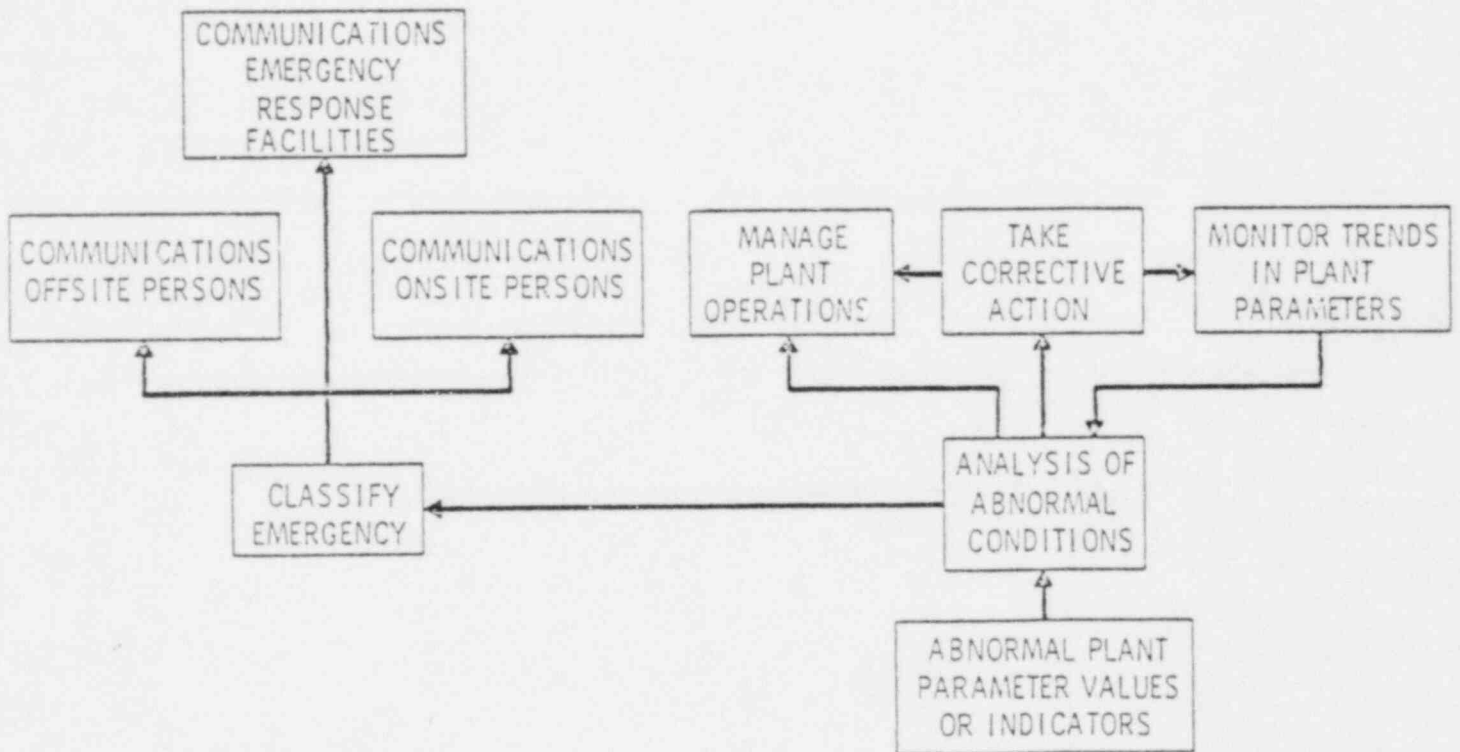 COMMUNICATIONS
EMERGENCY
RESPONSE
FACILITIES
COMMUNICATIONS
OFFSITE PERSONS
COMMUNICATIONS
ONSITE PERSONS
MANAGE
PLANT
OPERATIONS
TAKE
CORRECTIVE
ACTION
MONITOR TRENDS
IN PLANT
PARAMETERS
CLASSIFY
EMERGENCY
ANALYSIS OF
ABNORMAL
CONDITIONS
ABNORMAL PLANT
PARAMETER VALUES
OR INDICATORS